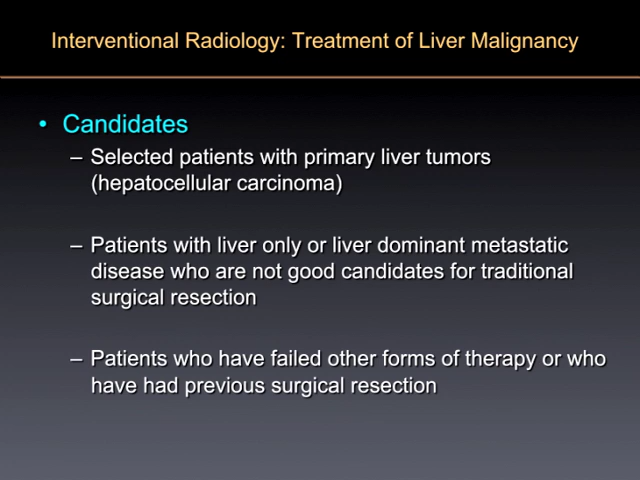 Interventional Radiology: Treatment of Liver Malignancy
• Candidates
– Selected patients with primary liver tumors
(hepatocellular carcinoma)
– Patients with liver only or liver dominant metastatic
disease who are not good candidates for traditional
surgical resection
– Patients who have failed other forms of therapy or who
have had previous surgical resection